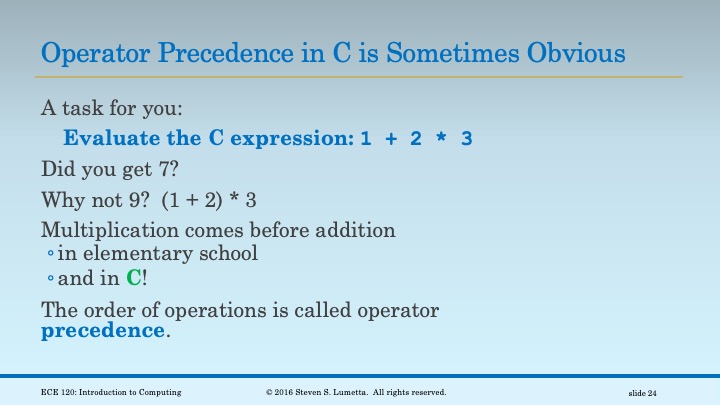 Operator Precedence in C is Sometimes Obvious
A task for you:
Evaluate the C expression: 1 + 2 * 3
Did you get 7?
Why not 9? (1 + 2) * 3
Multiplication comes before addition
◦in elementary school
◦and in C!
The order of operations is called operator
precedence.
ECE 120: Introduction to Computing © 2016 Steven S. Lumetta. All rights reserved. slide 24